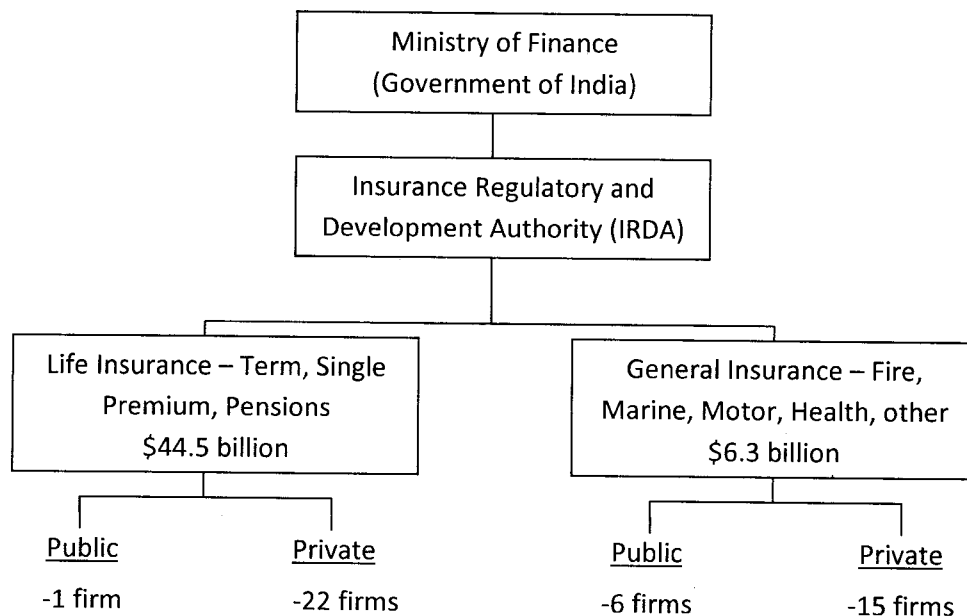 Ministry of Finance
(Government of India)
Insurance Regulatory and
Development Authority (IRDA)
Life Insurance – Term, Single
Premium, Pensions
$44.5 billion
General Insurance – Fire,
Marine, Motor, Health, other
$6.3 billion
Public
-1 firm
Private
-22 firms
Public
-6 firms
Private
-15 firms